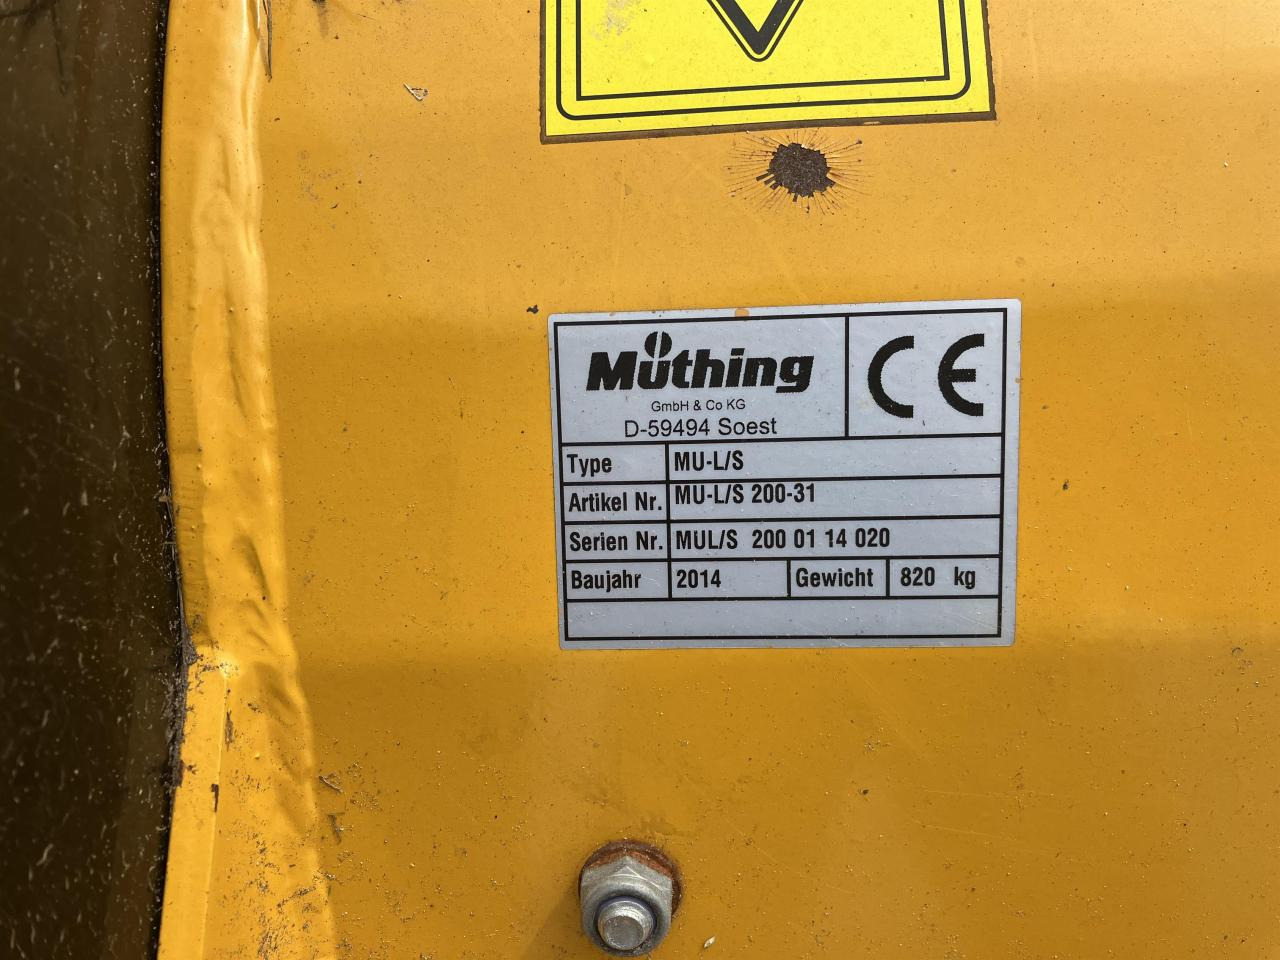 Müthing
GmbH & Co KG
D-59494 Soest
CE
Type MU-L/S
Artikel Nr. MU-L/S 200-31
Serien Nr. MUL/S 200 01 14 020
Baujahr 2014 Gewicht 820 kg